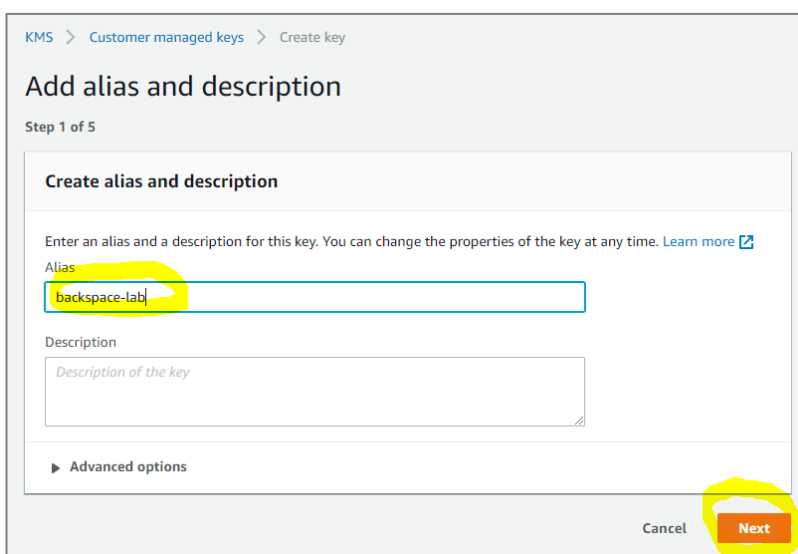 KMS > Customer managed keys > Create key
Add alias and description
Step 1 of 5
Create alias and description
Enter an alias and a description for this key. You can change the properties of the key at any time. Learn more
Alias
backspace-lab
Description
Description of the key
Advanced options
Cancel Next